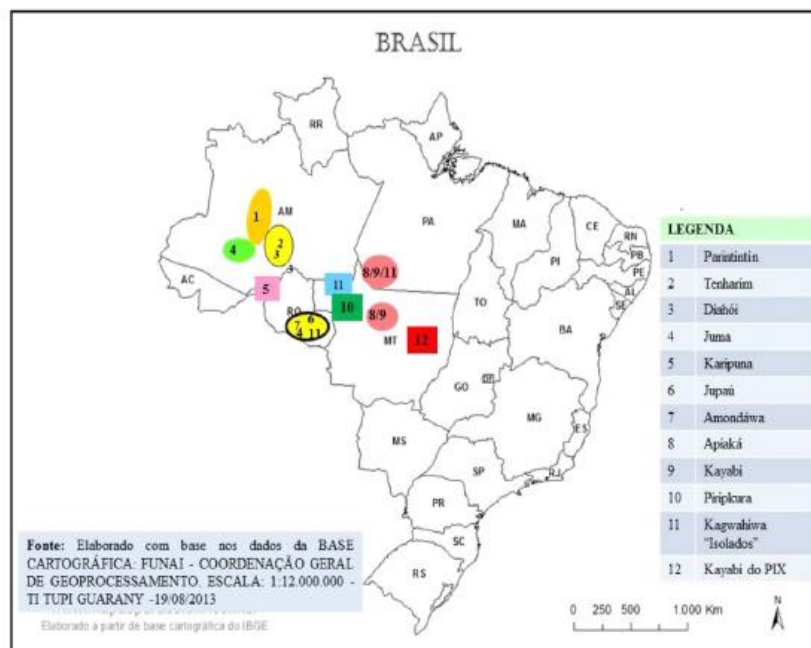 BRASIL
RR
AP
AM
PA
MA
CE
RN
PB
PE
AL
SE
PI
AC
TO
BA
RO
MT
GO
DF
MG
ES
MS
SP
RJ
PR
SC
RS
1
2
3
4
3
5
8/9/11
11
10
8/9
6
7
4 11
12
LEGENDA
1 Parintintin
2 Tenharim
3 Diahói
4 Juma
5 Karipuna
6 Jupaú
7 Amondáwa
8 Apiaká
9 Kayabi
10 Piripkura
11 Kagwahiwa
"Isolados"
12 Kayabi do PIX
Fonte: Elaborado com base nos dados da BASE
CARTOGRÁFICA: FUNAI - COORDENAÇÃO GERAL
DE GEOPROCESSAMENTO. ESCALA: 1:12.000.000 -
TI TUPI GUARANY -19/08/2013
Elaborado a partir de base cartográfica do IBGE
0 250 500 1.000 Km
N